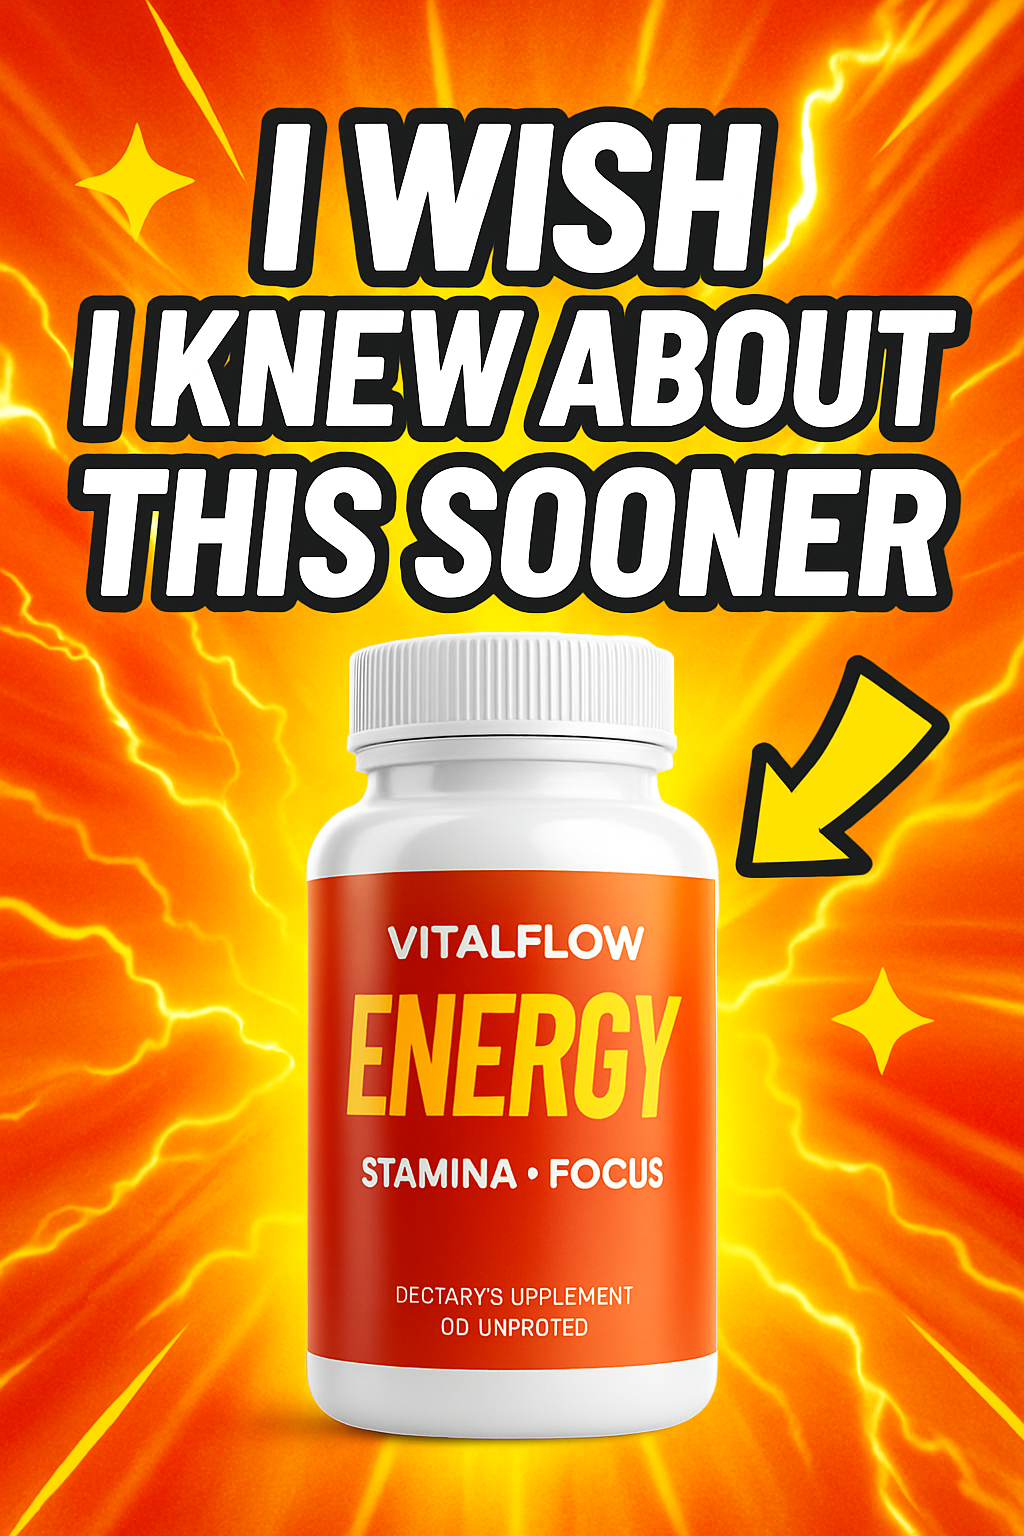 I WISH
I KNEW ABOUT
THIS SOONER
VITALFLOW
ENERGY
STAMINA • FOCUS
DECTARY'S UPPLEMENT
OD UNPROTED